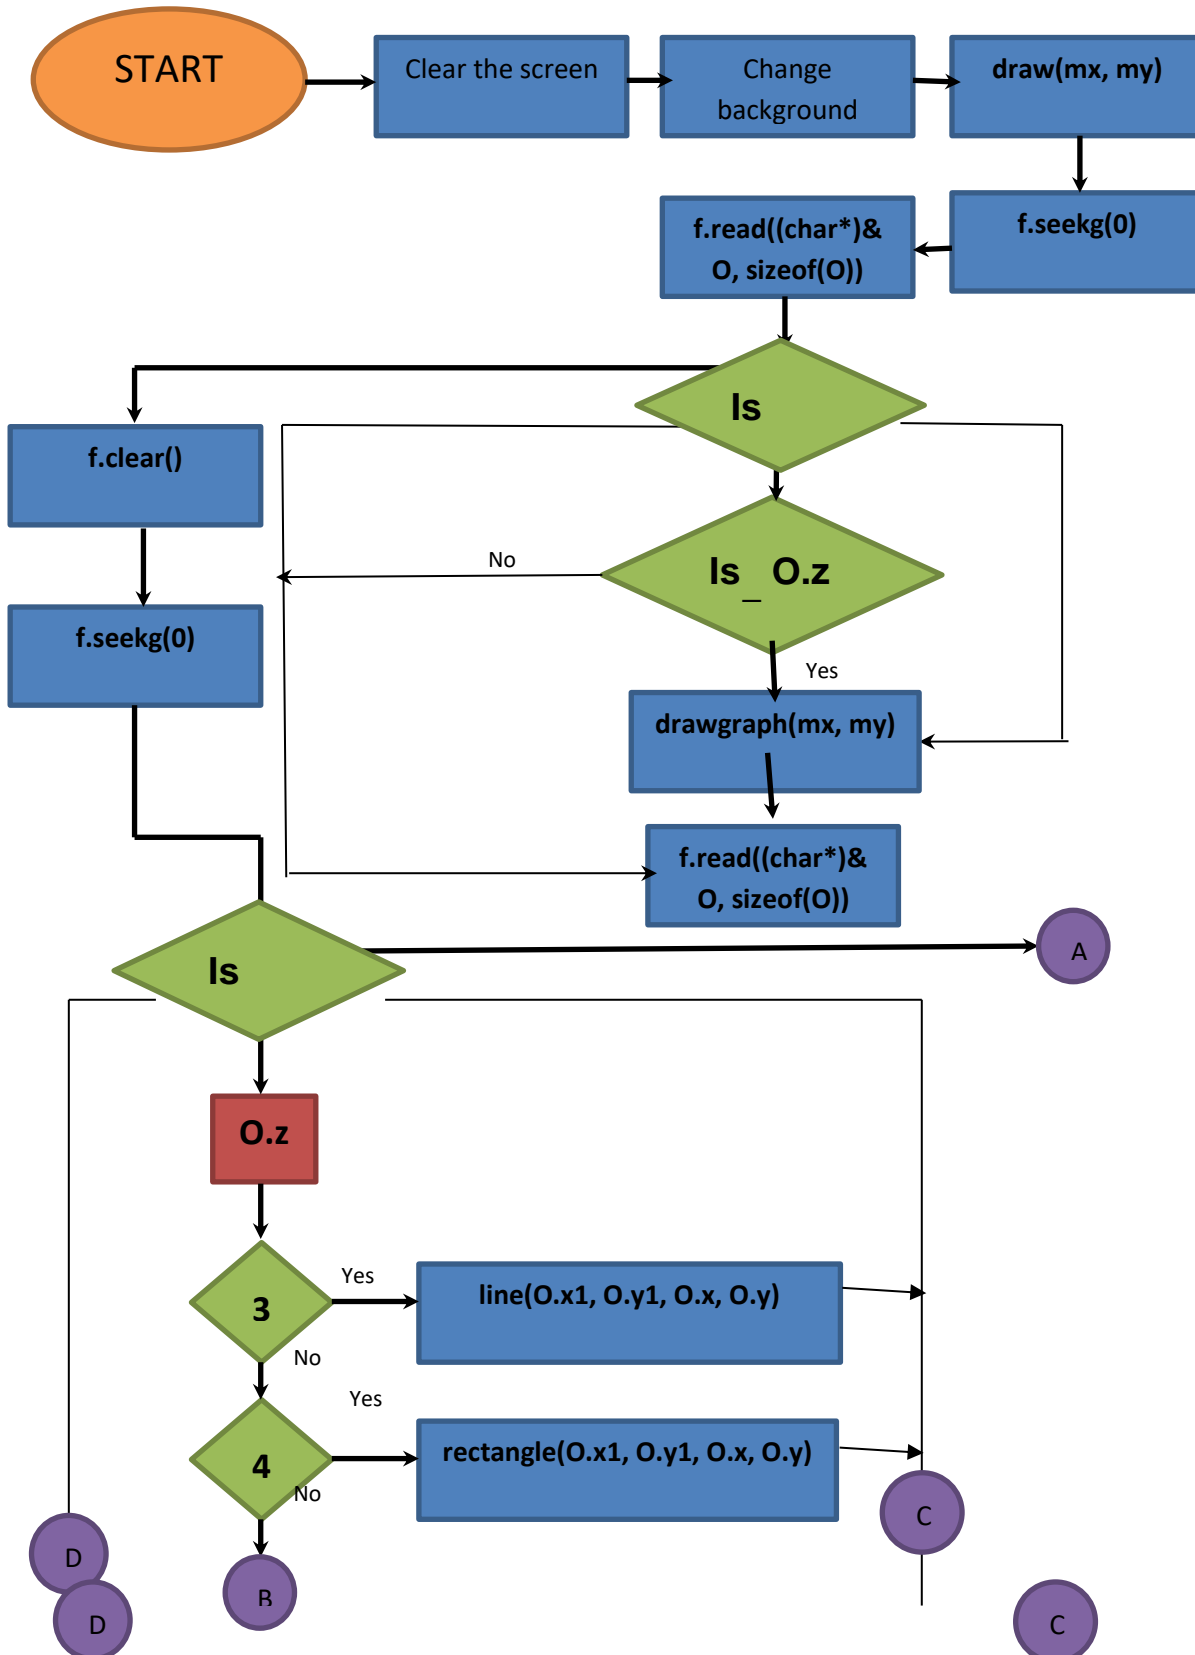 START
Clear the screen
Change
background
draw(mx, my)
f.read((char*)&
O, sizeof(O))
f.seekg(0)
Is
f.clear()
No
Is_ O.z
f.seekg(0)
Yes
drawgraph(mx, my)
f.read((char*)&
O, sizeof(O))
Is
A
O.z
3
Yes
line(O.x1, O.y1, O.x, O.y)
No
4
Yes
rectangle(O.x1, O.y1, O.x, O.y)
No
C
D
B
D
C